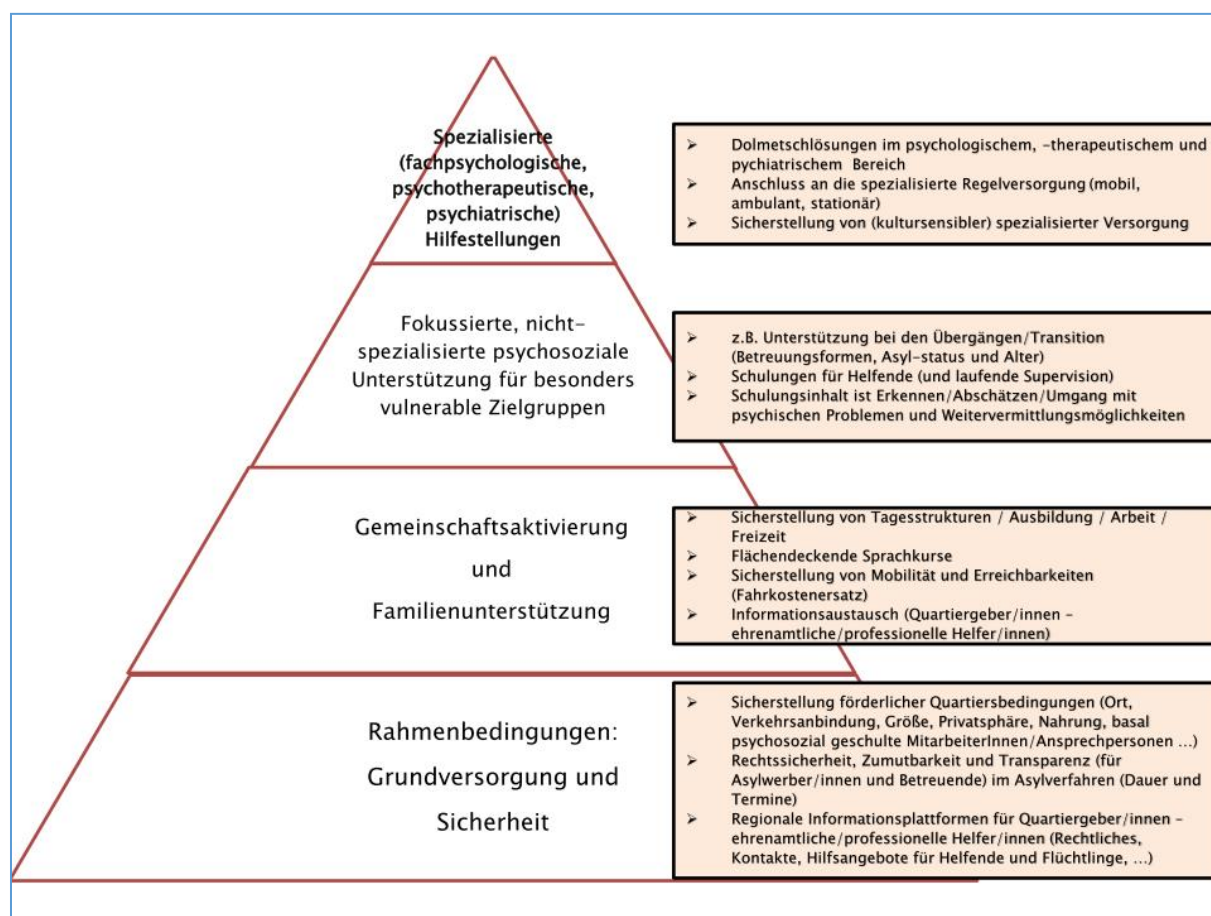 Spezialisierte
(fachpsychologische,
psychotherapeutische,
psychiatrische)
Hilfestellungen
➢ Dolmetschlösungen im psychologischem, -therapeutischem und
pychiatrischem Bereich
➢ Anschluss an die spezialisierte Regelversorgung (mobil,
ambulant, stationär)
➢ Sicherstellung von (kultursensibler) spezialisierter Versorgung
Fokussierte, nicht-
spezialisierte psychosoziale
Unterstützung für besonders
vulnerable Zielgruppen
➢ z.B. Unterstützung bei den Übergängen/Transition
(Betreuungsformen, Asyl-status und Alter)
➢ Schulungen für Helfende (und laufende Supervision)
➢ Schulungsinhalt ist Erkennen/Abschätzen/Umgang mit
psychischen Problemen und Weitervermittlungsmöglichkeiten
Gemeinschaftsaktivierung
und
Familienunterstützung
➢ Sicherstellung von Tagesstrukturen / Ausbildung / Arbeit /
Freizeit
➢ Flächendeckende Sprachkurse
➢ Sicherstellung von Mobilität und Erreichbarkeiten
(Fahrkostenersatz)
➢ Informationsaustausch (Quartiergeber/innen –
ehrenamtliche/professionelle Helfer/innen)
Rahmenbedingungen:
Grundversorgung und
Sicherheit
➢ Sicherstellung förderlicher Quartiersbedingungen (Ort,
Verkehrsanbindung, Größe, Privatsphäre, Nahrung, basal
psychosozial geschulte MitarbeiterInnen/Ansprechpersonen …)
➢ Rechtssicherheit, Zumutbarkeit und Transparenz (für
Asylwerber/innen und Betreuende) im Asylverfahren (Dauer und
Termine)
➢ Regionale Informationsplattformen für Quartiergeber/innen –
ehrenamtliche/professionelle Helfer/innen (Rechtliches,
Kontakte, Hilfsangebote für Helfende und Flüchtlinge, …)